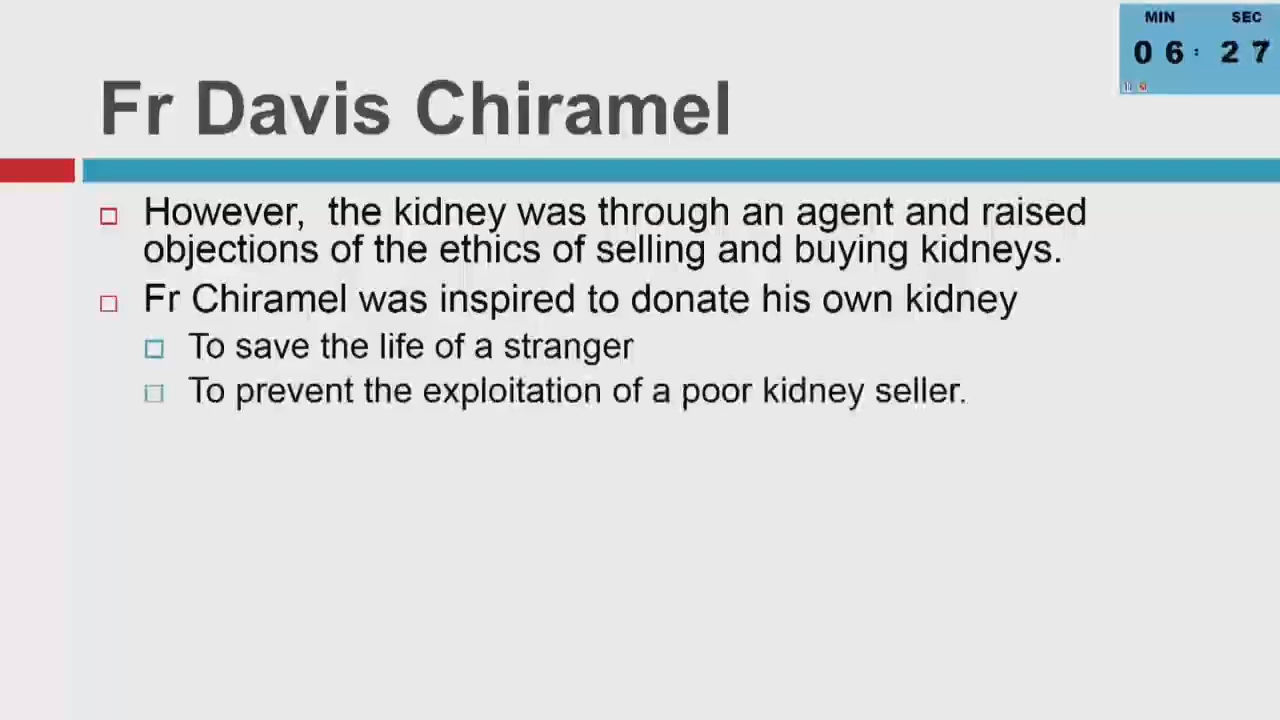 MIN SEC
06:27
Fr Davis Chiramel
However, the kidney was through an agent and raised
objections of the ethics of selling and buying kidneys.
Fr Chiramel was inspired to donate his own kidney
To save the life of a stranger
To prevent the exploitation of a poor kidney seller.